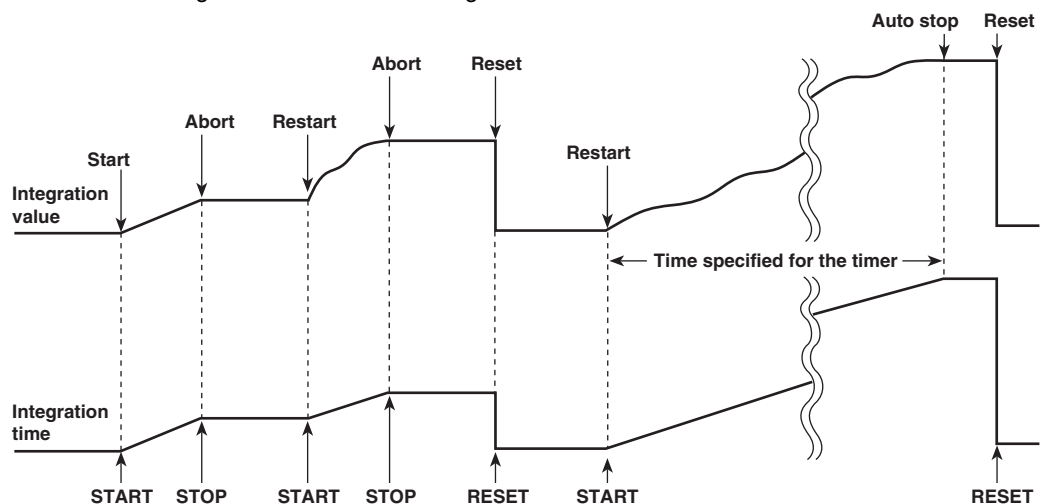 Auto stop Reset
Abort Reset
Abort Restart
Restart
Start
Integration
value
Time specified for the timer
Integration
time
START STOP START STOP RESET START RESET